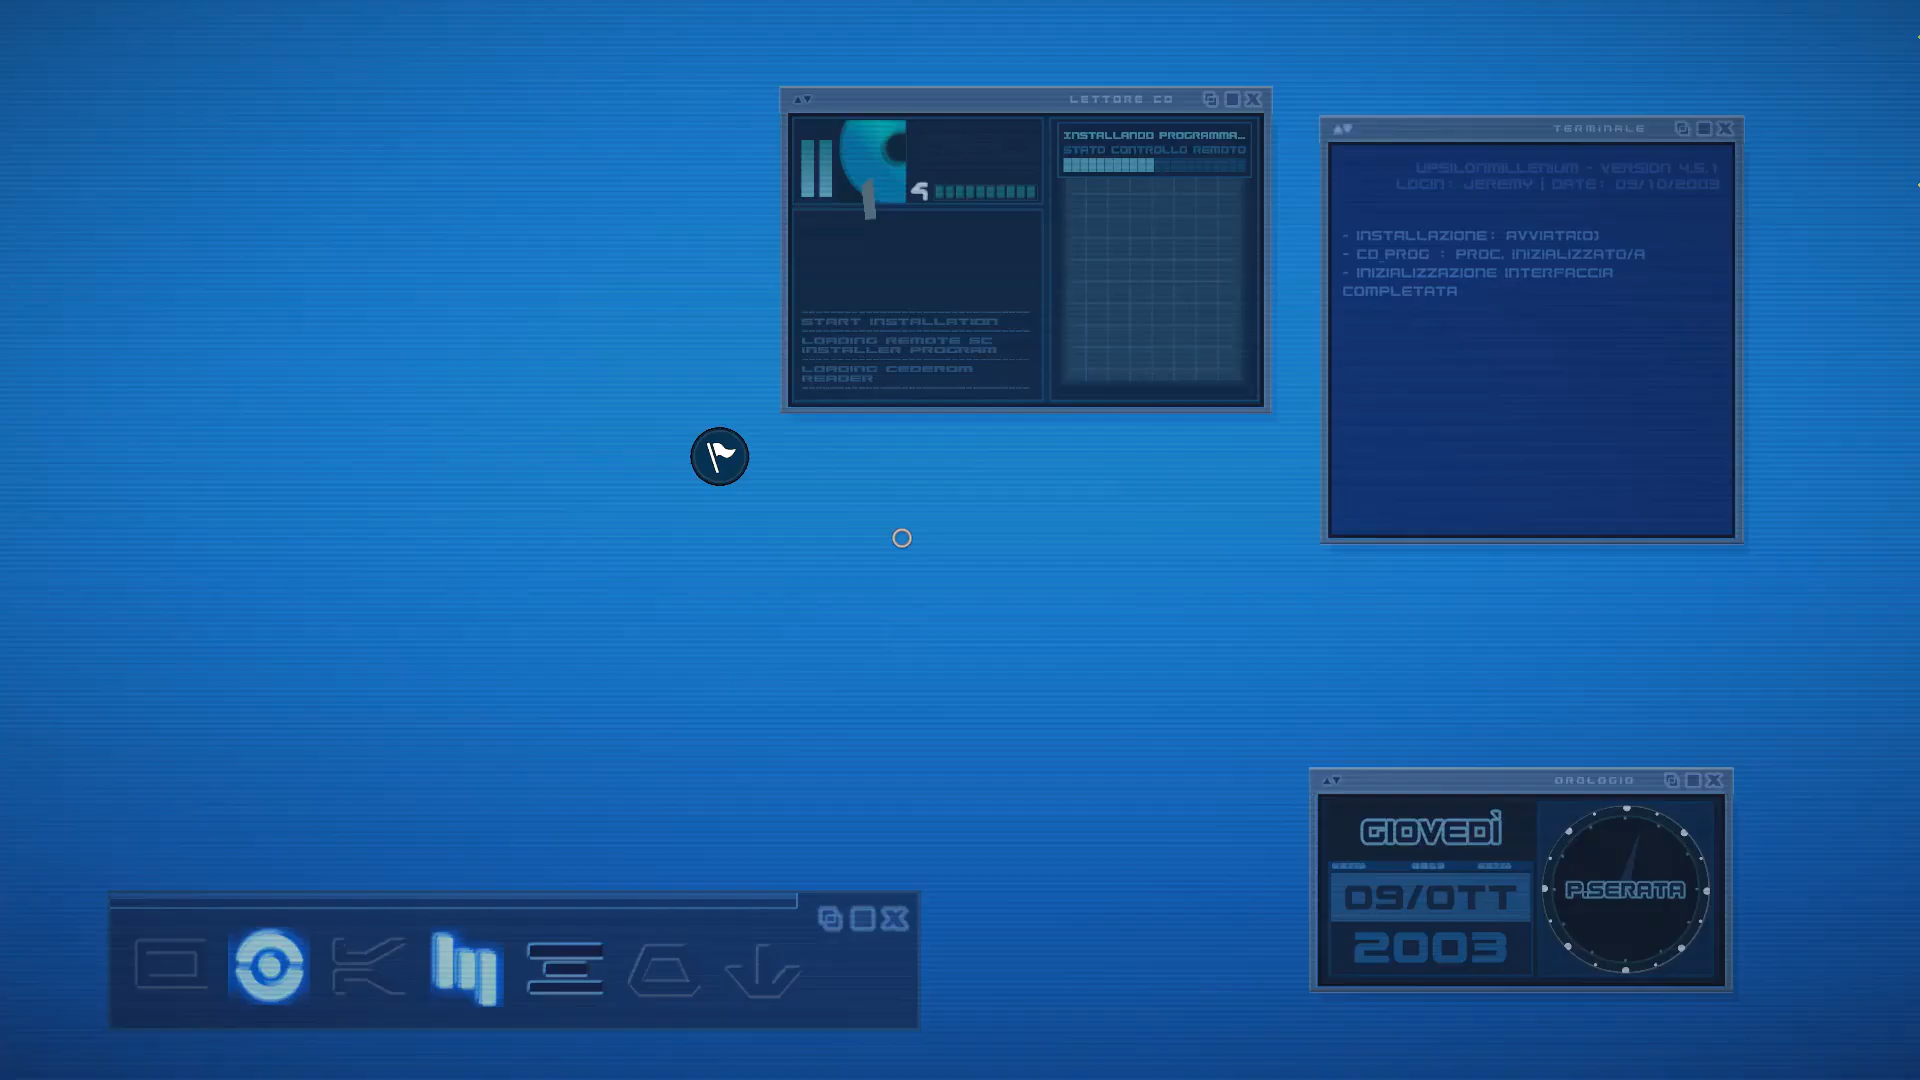 LETTORE CD
INSTALLANDO PROGRAMMA...
STATO CONTROLLO REMOTO
START INSTALLATION
LOADING REMOTE SC
INSTALLER PROGRAM
LOADING CEDEROM
READER
TERMINALE
UPSILONMILLENIUM - VERSION 4.5.1
LOGIN: JEREMY | DATE: 09/10/2003
- INSTALLAZIONE: AVVIATA(O)
- CD_PROG : PROC. INIZIALIZZATO/A
- INIZIALIZZAZIONE INTERFACCIA
COMPLETATA
OROLOGIO
GIOVEDÌ
09/OTT
2003
P.SERATA